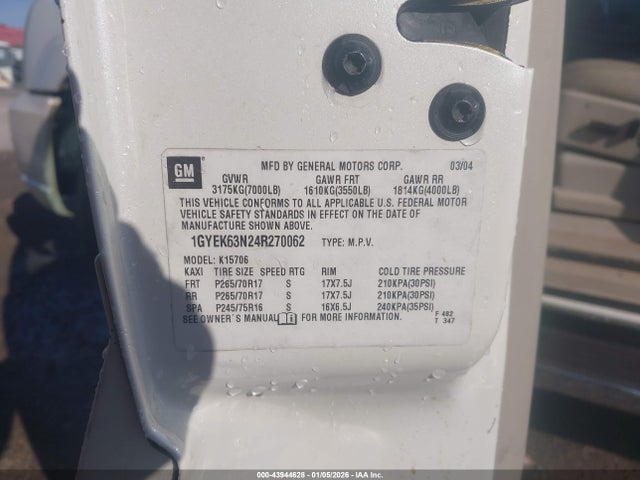 GM
MFD BY GENERAL MOTORS CORP. 03/04
GVWR GAWR FRT GAWR RR
3175KG(7000LB) 1610KG(3550LB) 1814KG(4000LB)
THIS VEHICLE CONFORMS TO ALL APPLICABLE U.S. FEDERAL MOTOR
VEHICLE SAFETY STANDARDS IN EFFECT ON THE DATE OF
MANUFACTURE SHOWN ABOVE.
1GYEK63N24R270062 TYPE: M.P.V.
MODEL: K15706
KAXI TIRE SIZE SPEED RTG RIM COLD TIRE PRESSURE
FRT P265/70R17 S 17X7.5J 210KPA(30PSI)
RR P265/70R17 S 17X7.5J 210KPA(30PSI)
SPA P245/75R16 S 16X6.5J 240KPA(35PSI)
SEE OWNER'S MANUAL FOR MORE INFORMATION.
F 482
T 347
000-43944628 - 01/05/2026 - IAAI.com